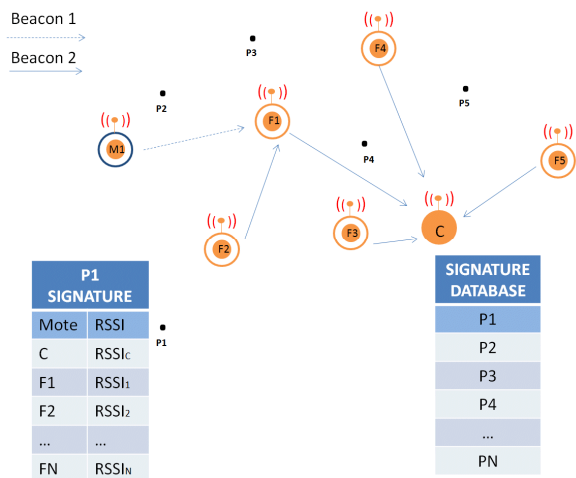 Beacon 1
Beacon 2
P3
F4
P2
P5
F1
M1
P4
F5
F2
F3
C
P1
SIGNATURE
Mote RSSI
C RSSIC
F1 RSSI1
F2 RSSI2
... ...
FN RSSIN
P1
SIGNATURE
DATABASE
P1
P2
P3
P4
...
PN